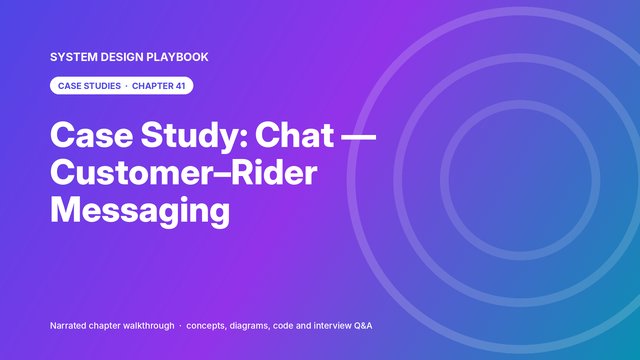 SYSTEM DESIGN PLAYBOOK
CASE STUDIES · CHAPTER 41
Case Study: Chat —
Customer–Rider
Messaging
Narrated chapter walkthrough · concepts, diagrams, code and interview Q&A